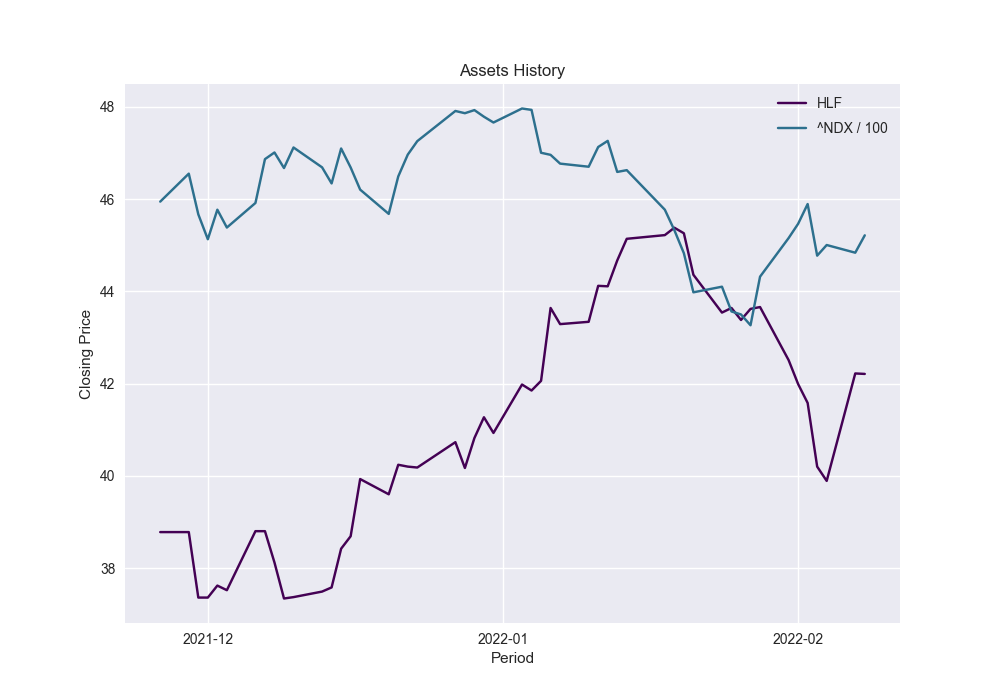 Assets History
HLF
^NDX / 100
48
46
44
42
40
38
Closing Price
2021-12
2022-01
2022-02
Period